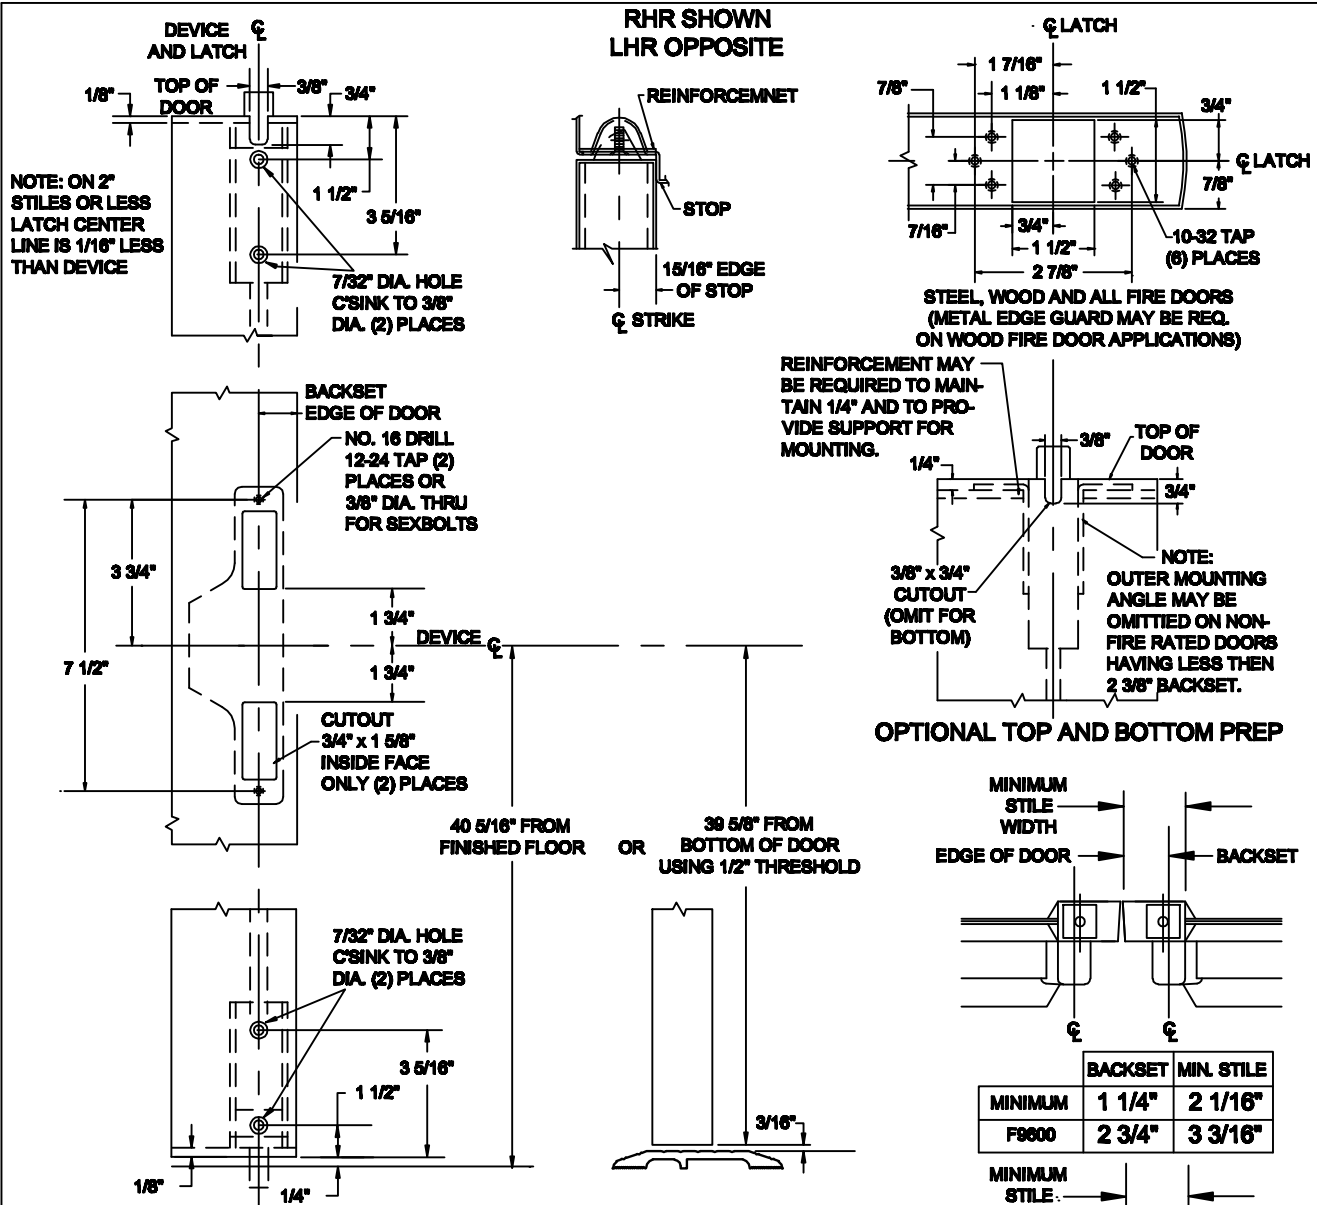 RHR SHOWN
LHR OPPOSITE
DEVICE ℄
AND LATCH
TOP OF
DOOR
3/8"
1/8"
3/4"
NOTE: ON 2"
STILES OR LESS
LATCH CENTER
LINE IS 1/16" LESS
THAN DEVICE
1 1/2"
3 5/16"
7/32" DIA. HOLE
C'SINK TO 3/8"
DIA. (2) PLACES
REINFORCEMNET
STOP
15/16" EDGE
OF STOP
℄ STRIKE
℄ LATCH
1 7/16"
7/8"
1 1/8"
1 1/2"
3/4"
℄ LATCH
7/8"
7/16"
3/4"
1 1/2"
2 7/8"
10-32 TAP
(6) PLACES
STEEL, WOOD AND ALL FIRE DOORS
(METAL EDGE GUARD MAY BE REQ.
ON WOOD FIRE DOOR APPLICATIONS)
BACKSET
EDGE OF DOOR
NO. 16 DRILL
12-24 TAP (2)
PLACES OR
3/8" DIA. THRU
FOR SEXBOLTS
3 3/4"
7 1/2"
1 3/4"
DEVICE ℄
1 3/4"
CUTOUT
3/4" x 1 5/8"
INSIDE FACE
ONLY (2) PLACES
REINFORCEMENT MAY
BE REQUIRED TO MAIN-
TAIN 1/4" AND TO PRO-
VIDE SUPPORT FOR
MOUNTING.
3/8"
TOP OF
DOOR
1/4"
3/4"
3/8" x 3/4"
CUTOUT
(OMIT FOR
BOTTOM)
NOTE:
OUTER MOUNTING
ANGLE MAY BE
OMITTIED ON NON-
FIRE RATED DOORS
HAVING LESS THEN
2 3/8" BACKSET.
OPTIONAL TOP AND BOTTOM PREP
40 5/16" FROM
FINISHED FLOOR
OR
39 5/8" FROM
BOTTOM OF DOOR
USING 1/2" THRESHOLD
7/32" DIA. HOLE
C'SINK TO 3/8"
DIA. (2) PLACES
3 5/16"
1 1/2"
1/8"
1/4"
3/16"
MINIMUM
STILE
WIDTH
EDGE OF DOOR
BACKSET
℄ ℄
BACKSET MIN. STILE
MINIMUM 1 1/4" 2 1/16"
F9600 2 3/4" 3 3/16"
MINIMUM
STILE